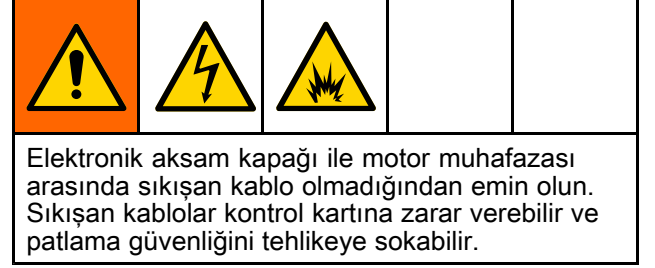 Elektronik aksam kapağı ile motor muhafazası
arasında sıkışan kablo olmadığından emin olun.
Sıkışan kablolar kontrol kartına zarar verebilir ve
patlama güvenliğini tehlikeye sokabilir.